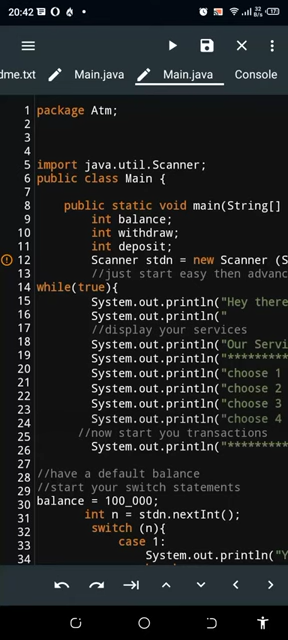 20:42
32
B/s
17
dme.txt Main.java Main.java Console
1 package Atm;
2
3
4
5 import java.util.Scanner;
6 public class Main {
7
8 public static void main(String[]
9 int balance;
10 int withdraw;
11 int deposit;
12 Scanner stdn = new Scanner (S
13 //just start easy then advanc
14 while(true){
15 System.out.println("Hey there
16 System.out.println("
17 //display your services
18 System.out.println("Our Servi
19 System.out.println("*********
20 System.out.println("choose 1
21 System.out.println("choose 2
22 System.out.println("choose 3
23 System.out.println("choose 4
24
25 //now start you transactions
26 System.out.println("*********
27
28 //have a default balance
29 //start your switch statements
30 balance = 100_000;
31 int n = stdn.nextInt();
32 switch (n){
33 case 1:
34 System.out.println("Y